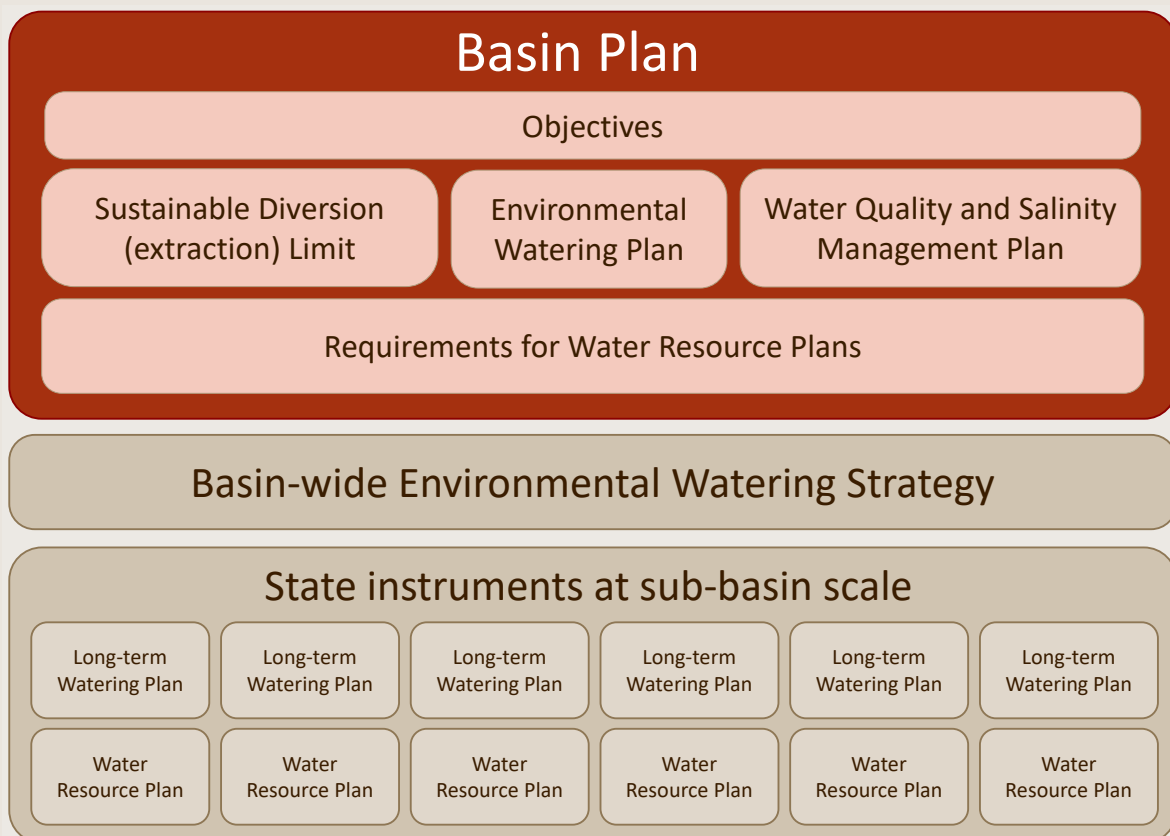 Basin Plan
Objectives
Sustainable Diversion
(extraction) Limit
Environmental
Watering Plan
Water Quality and Salinity
Management Plan
Requirements for Water Resource Plans
Basin-wide Environmental Watering Strategy
State instruments at sub-basin scale
Long-term
Watering Plan
Long-term
Watering Plan
Long-term
Watering Plan
Long-term
Watering Plan
Long-term
Watering Plan
Long-term
Watering Plan
Water
Resource Plan
Water
Resource Plan
Water
Resource Plan
Water
Resource Plan
Water
Resource Plan
Water
Resource Plan